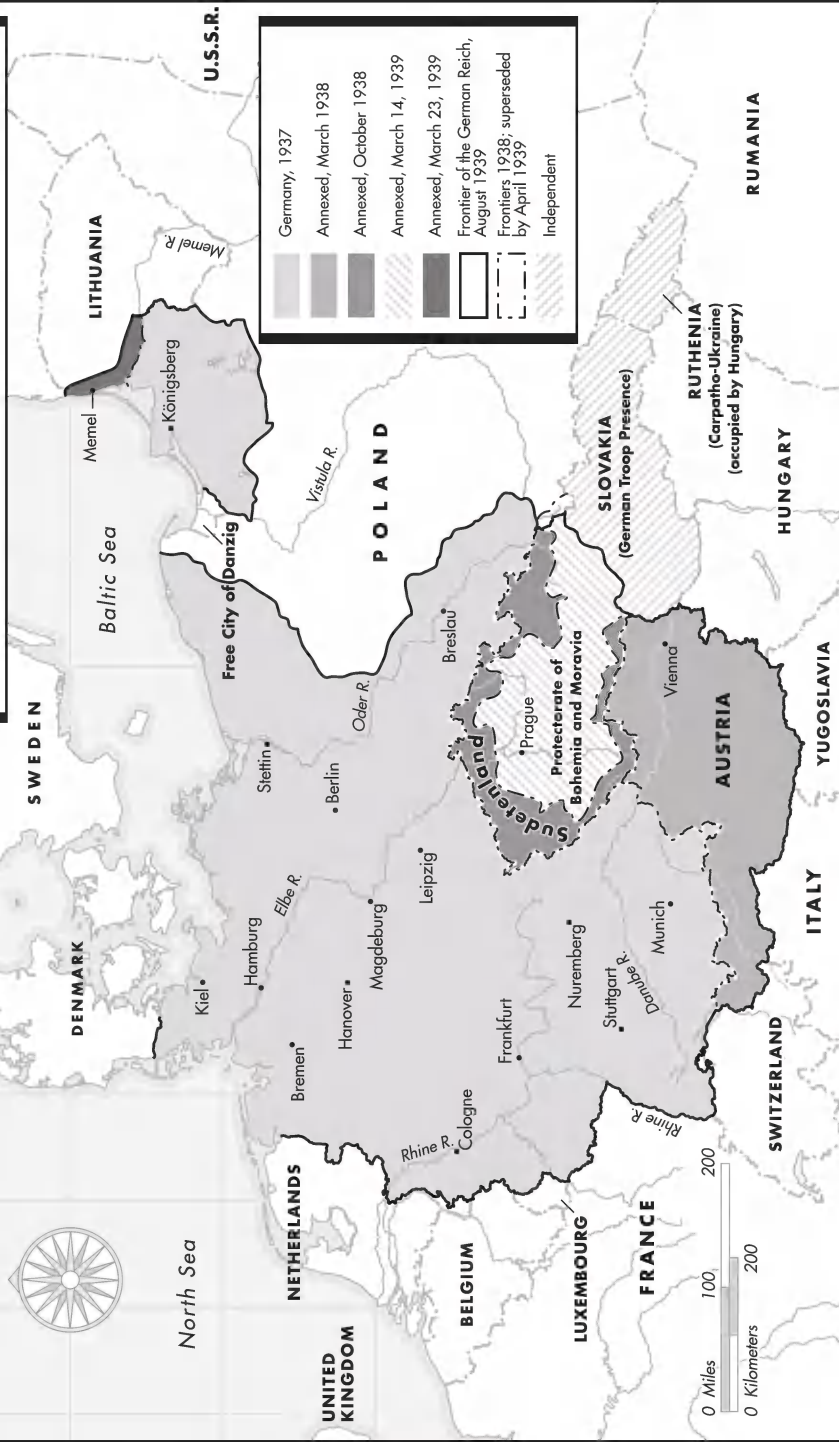 SWEDEN
DENMARK
Baltic Sea
North Sea
LITHUANIA
Memel R.
U.S.S.R.
Memel
Königsberg
Free City of Danzig
Vistula R.
POLAND
Kiel
Hamburg
Stettin
Elbe R.
Berlin
Oder R.
Bremen
Hanover
Magdeburg
Leipzig
Breslau
UNITED
KINGDOM
NETHERLANDS
BELGIUM
LUXEMBOURG
FRANCE
Rhine R.
Cologne
Frankfurt
Nuremberg
Stuttgart
Danube R.
Munich
Rhine R.
Sudetenland
Prague
Protectorate of
Bohemia and Moravia
Vienna
AUSTRIA
SLOVAKIA
(German Troop Presence)
RUTHENIA
(Carpatho-Ukraine)
(occupied by Hungary)
HUNGARY
RUMANIA
SWITZERLAND
ITALY
YUGOSLAVIA
Germany, 1937
Annexed, March 1938
Annexed, October 1938
Annexed, March 14, 1939
Annexed, March 23, 1939
Frontier of the German Reich,
August 1939
Frontiers 1938; superseded
by April 1939
Independent
0 Miles 100 200
0 Kilometers 200